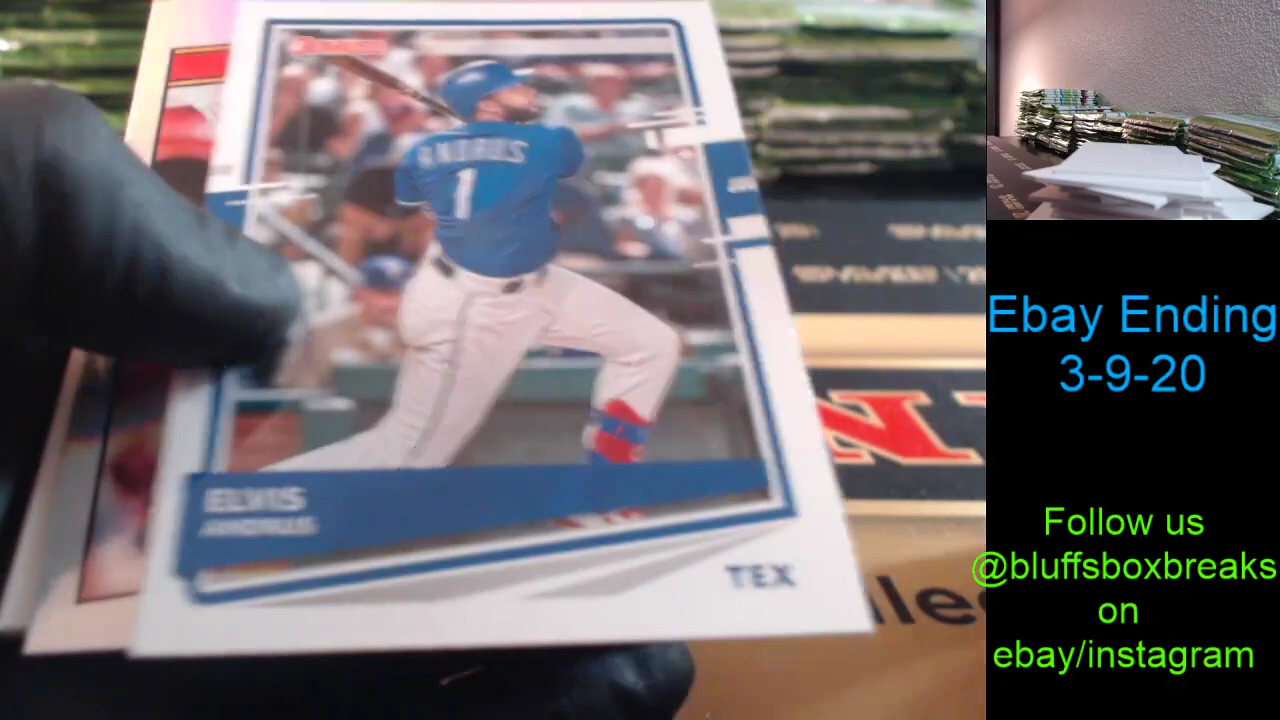 ANDRUS
1
ELVIS
ANDRUS
TEX
Ebay Ending
3-9-20
Follow us
@bluffsboxbreaks
on
ebay/instagram